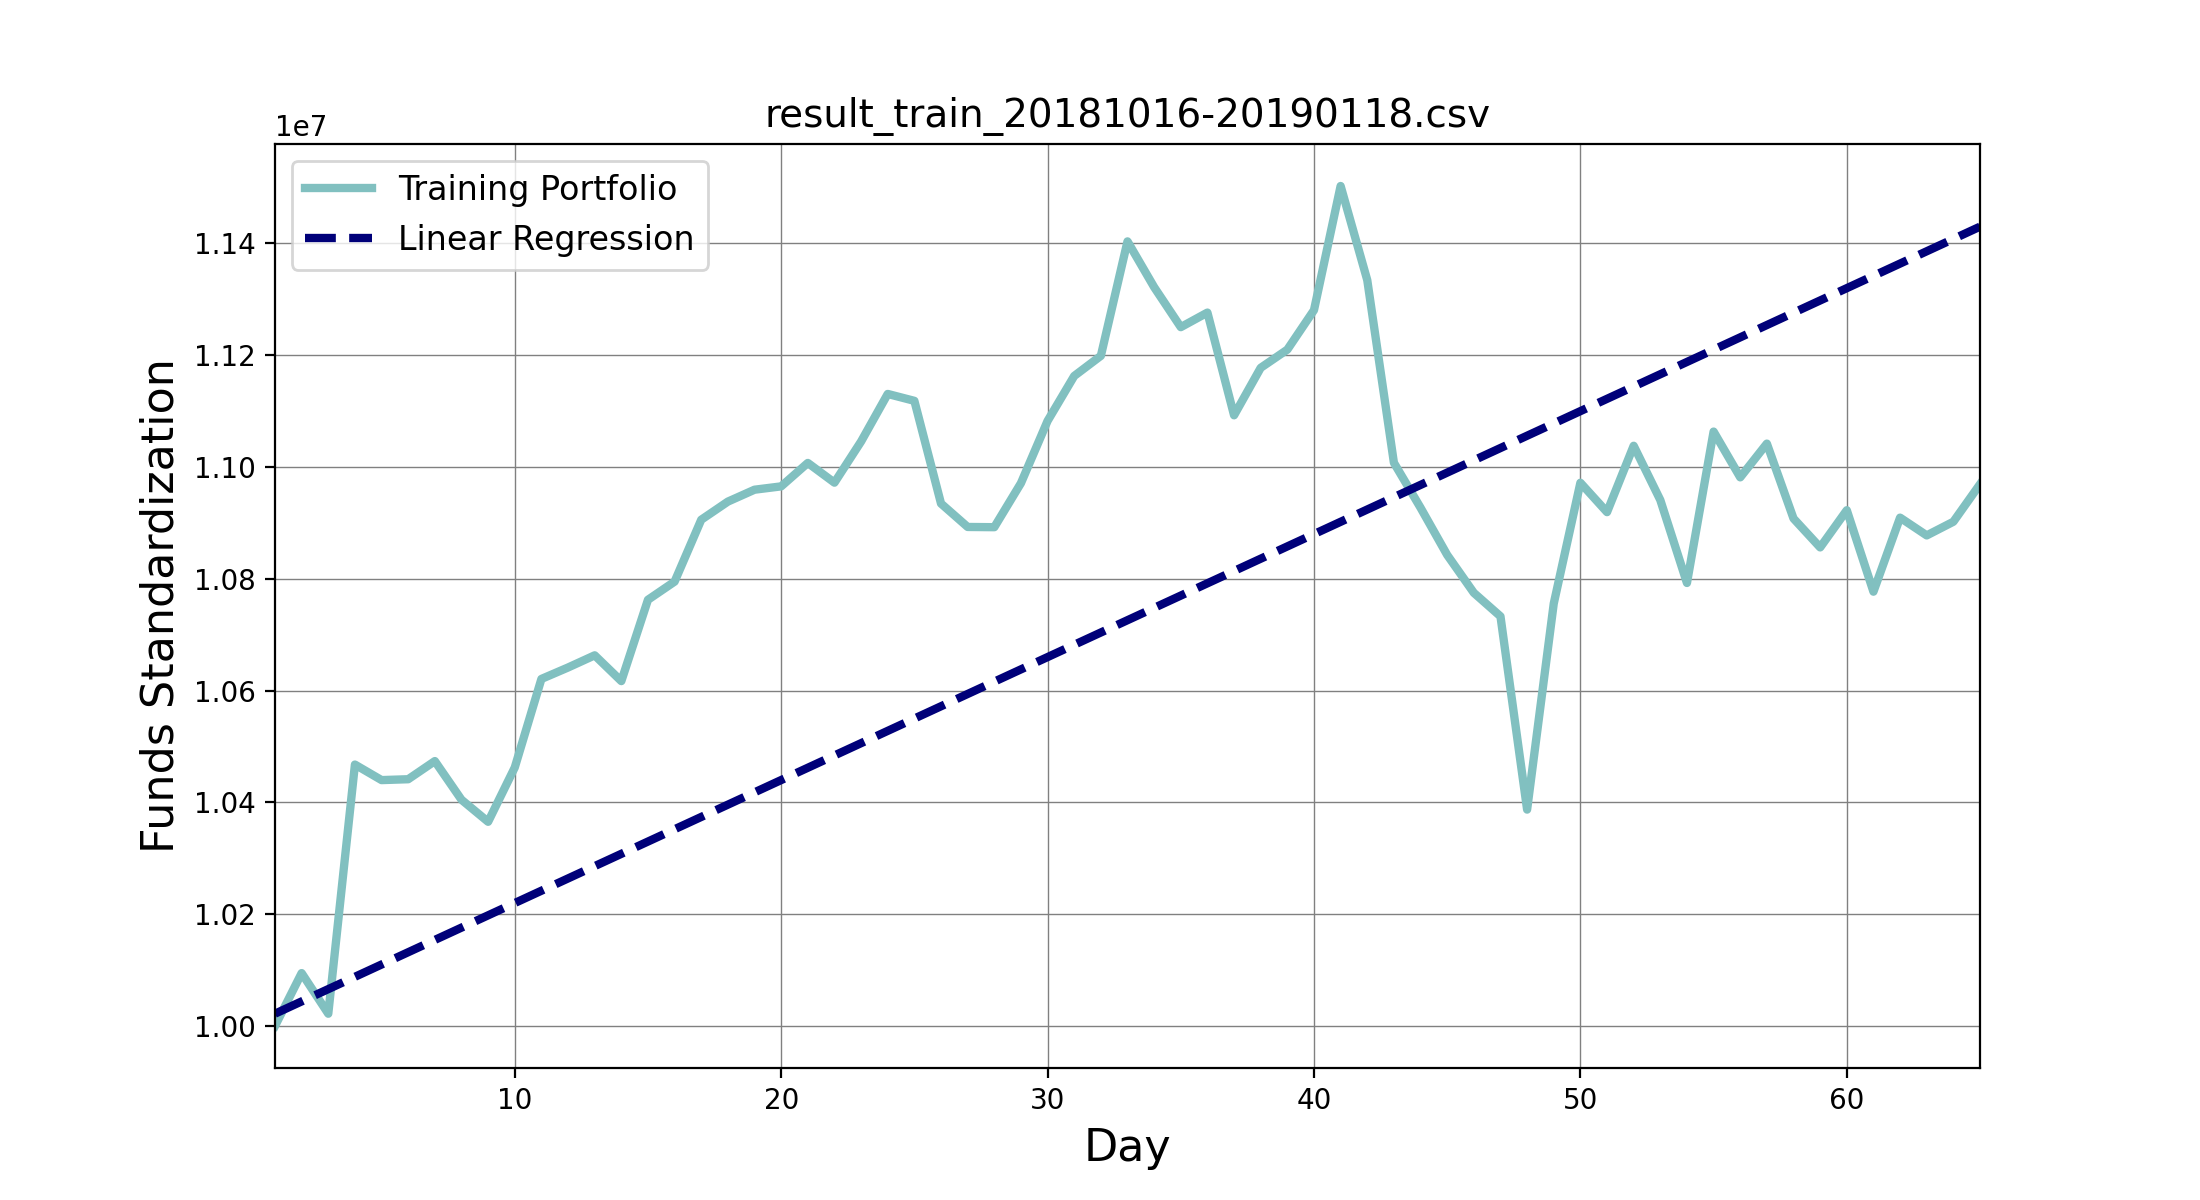 result_train_20181016-20190118.csv
1e7
Training Portfolio
Linear Regression
1.14
1.12
1.10
1.08
1.06
1.04
1.02
1.00
Funds Standardization
10 20 30 40 50 60
Day